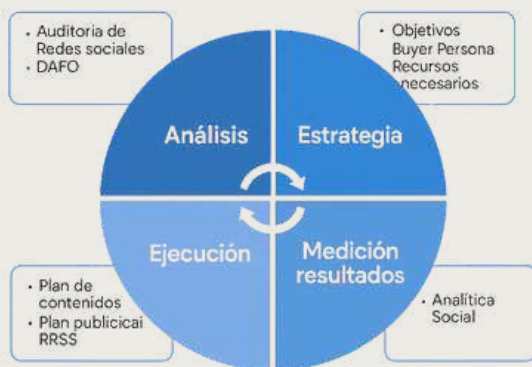 • Auditoria de
Redes sociales
• DAFO
• Objetivos
Buyer Persona
Recursos
necesarios
Análisis
Estrategia
Ejecución
Medición
resultados
• Plan de
contenidos
• Plan publicicai
RRSS
• Analítica
Social